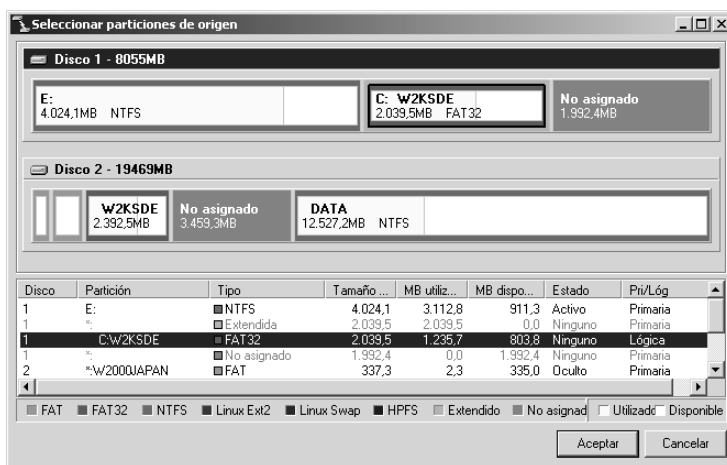 Seleccionar particiones de origen
Disco 1 - 8055MB
E:
4.024,1MB NTFS
C: W2KSDE
2.039,5MB FAT32
No asignado
1.992,4MB
Disco 2 - 19469MB
W2KSDE
2.392,5MB
No asignado
3.459,3MB
DATA
12.527,2MB NTFS
Disco Partición Tipo Tamaño ... MB utiliz... MB dispo... Estado Pri/Lóg
1 E: NTFS 4.024,1 3.112,8 911,3 Activo Primaria
1 *: Extendida 2.039,5 2.039,5 0,0 Ninguno Primaria
1 C:W2KSDE FAT32 2.039,5 1.235,7 803,8 Ninguno Lógica
1 *: No asignado 1.992,4 0,0 1.992,4 Ninguno Primaria
2 *:W2000JAPAN FAT 337,3 2,3 335,0 Oculto Primaria
FAT FAT32 NTFS Linux Ext2 Linux Swap HPFS Extendido No asignad Utilizado Disponible
Aceptar Cancelar